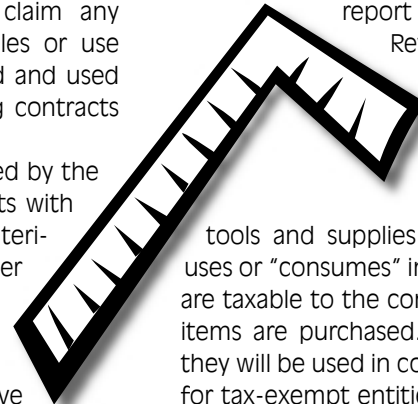 claim any
les or use
d and used
g contracts
ed by the
ts with
teri-
er
ve
report
Re
tools and supplies
uses or "consumes" in
are taxable to the con
items are purchased.
they will be used in co
for tax-exempt entitie